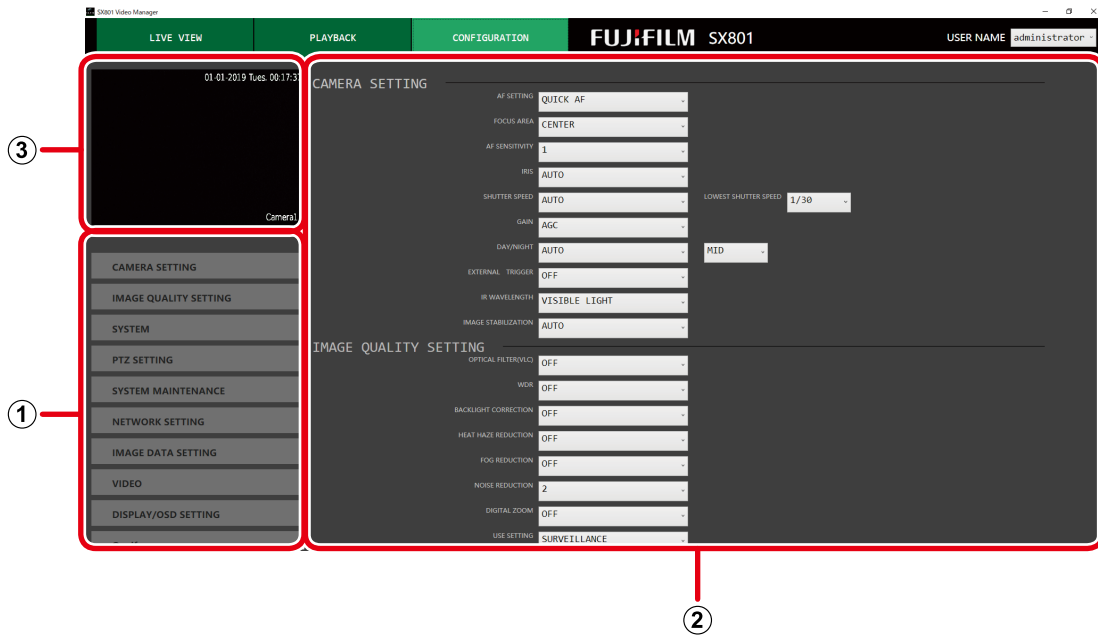 SX801 Video Manager
LIVE VIEW PLAYBACK CONFIGURATION FUJIFILM SX801 USER NAME administrator
01-01-2019 Tues. 00:17:37
Camera1
③
CAMERA SETTING
IMAGE QUALITY SETTING
SYSTEM
PTZ SETTING
SYSTEM MAINTENANCE
NETWORK SETTING
IMAGE DATA SETTING
VIDEO
DISPLAY/OSD SETTING
①
CAMERA SETTING
AF SETTING QUICK AF
FOCUS AREA CENTER
AF SENSITIVITY 1
IRIS AUTO
SHUTTER SPEED AUTO LOWEST SHUTTER SPEED 1/30
GAIN AGC
DAY/NIGHT AUTO MID
EXTERNAL TRIGGER OFF
IR WAVELENGTH VISIBLE LIGHT
IMAGE STABILIZATION AUTO
IMAGE QUALITY SETTING
OPTICAL FILTER(VLC) OFF
WDR OFF
BACKLIGHT CORRECTION OFF
HEAT HAZE REDUCTION OFF
FOG REDUCTION OFF
NOISE REDUCTION 2
DIGITAL ZOOM OFF
USE SETTING SURVEILLANCE
②